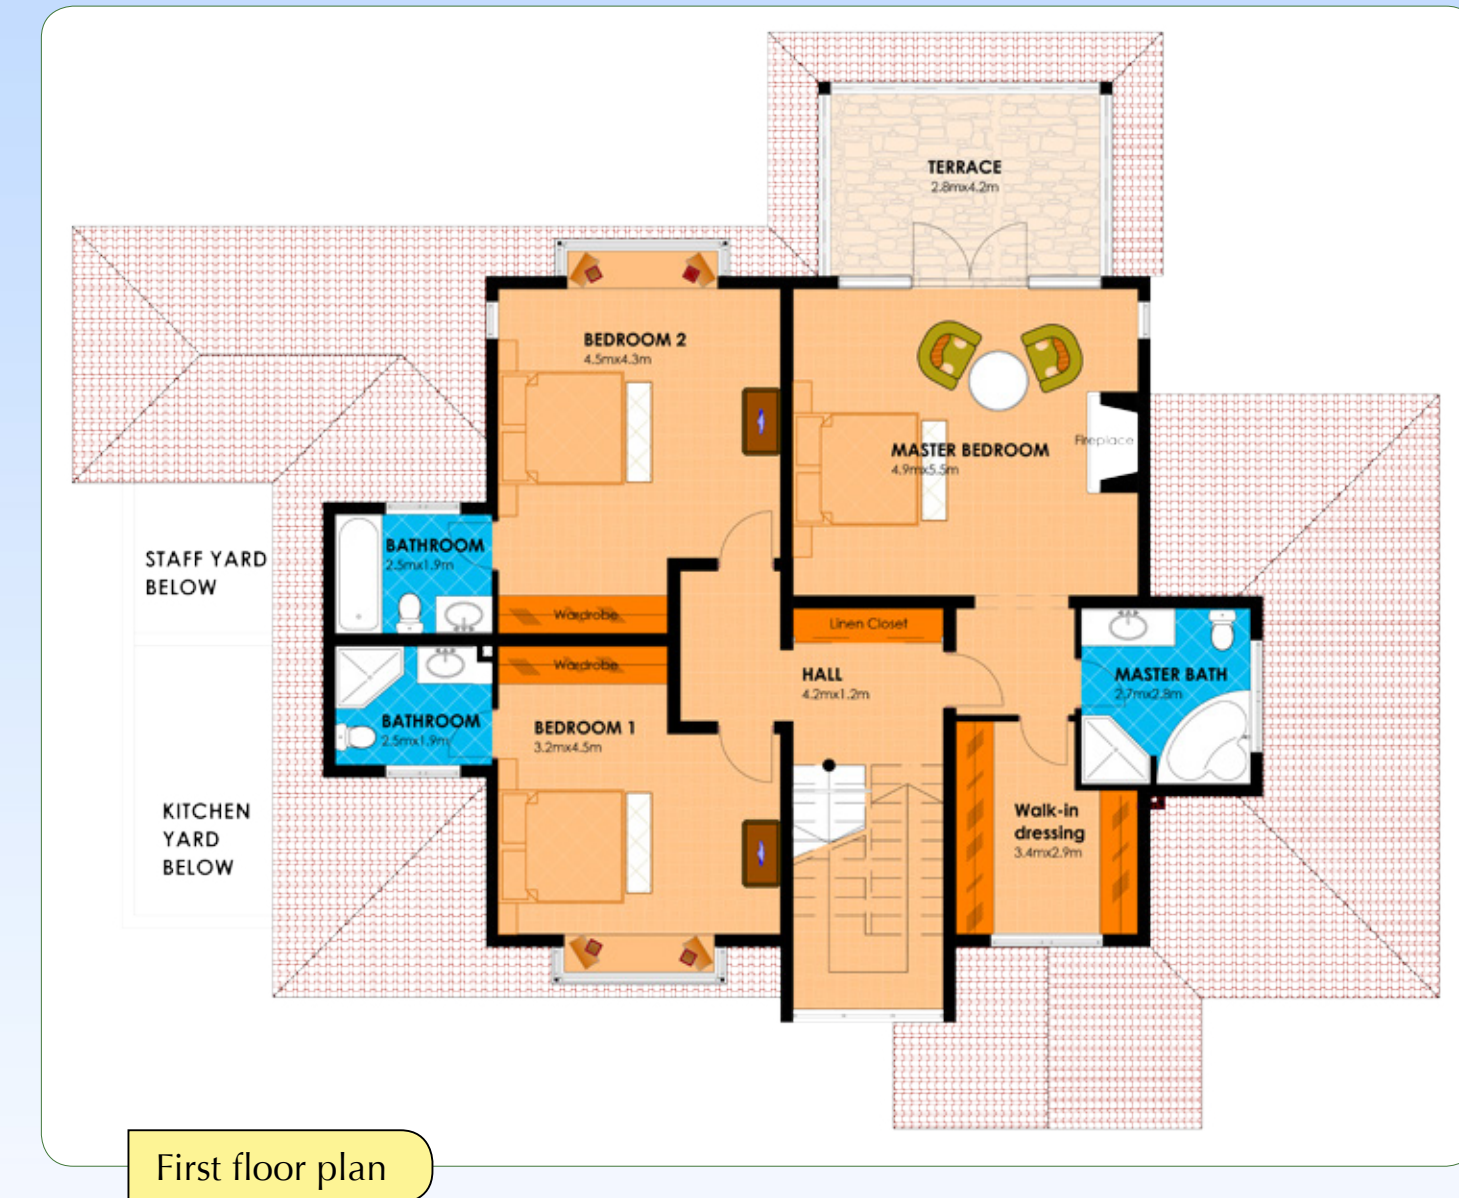 TERRACE
2.8mx4.2m
BEDROOM 2
4.5mx4.3m
MASTER BEDROOM
4.9mx5.5m
Fireplace
STAFF YARD
BELOW
BATHROOM
2.5mx1.9m
Wardrobe
Linen Closet
Wardrobe
HALL
4.2mx1.2m
MASTER BATH
2.7mx2.8m
BATHROOM
2.5mx1.9m
BEDROOM 1
3.2mx4.5m
KITCHEN
YARD
BELOW
Walk-in
dressing
3.4mx2.9m
First floor plan